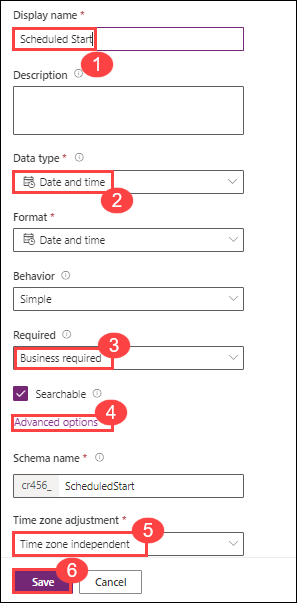 Display name *
Scheduled Start
1
Description
Data type *
Date and time
2
Format *
Date and time
Behavior
Simple
Required
3
Business required
Searchable
4
Advanced options
Schema name *
cr456_ ScheduledStart
Time zone adjustment *
5
Time zone independent
6
Save Cancel